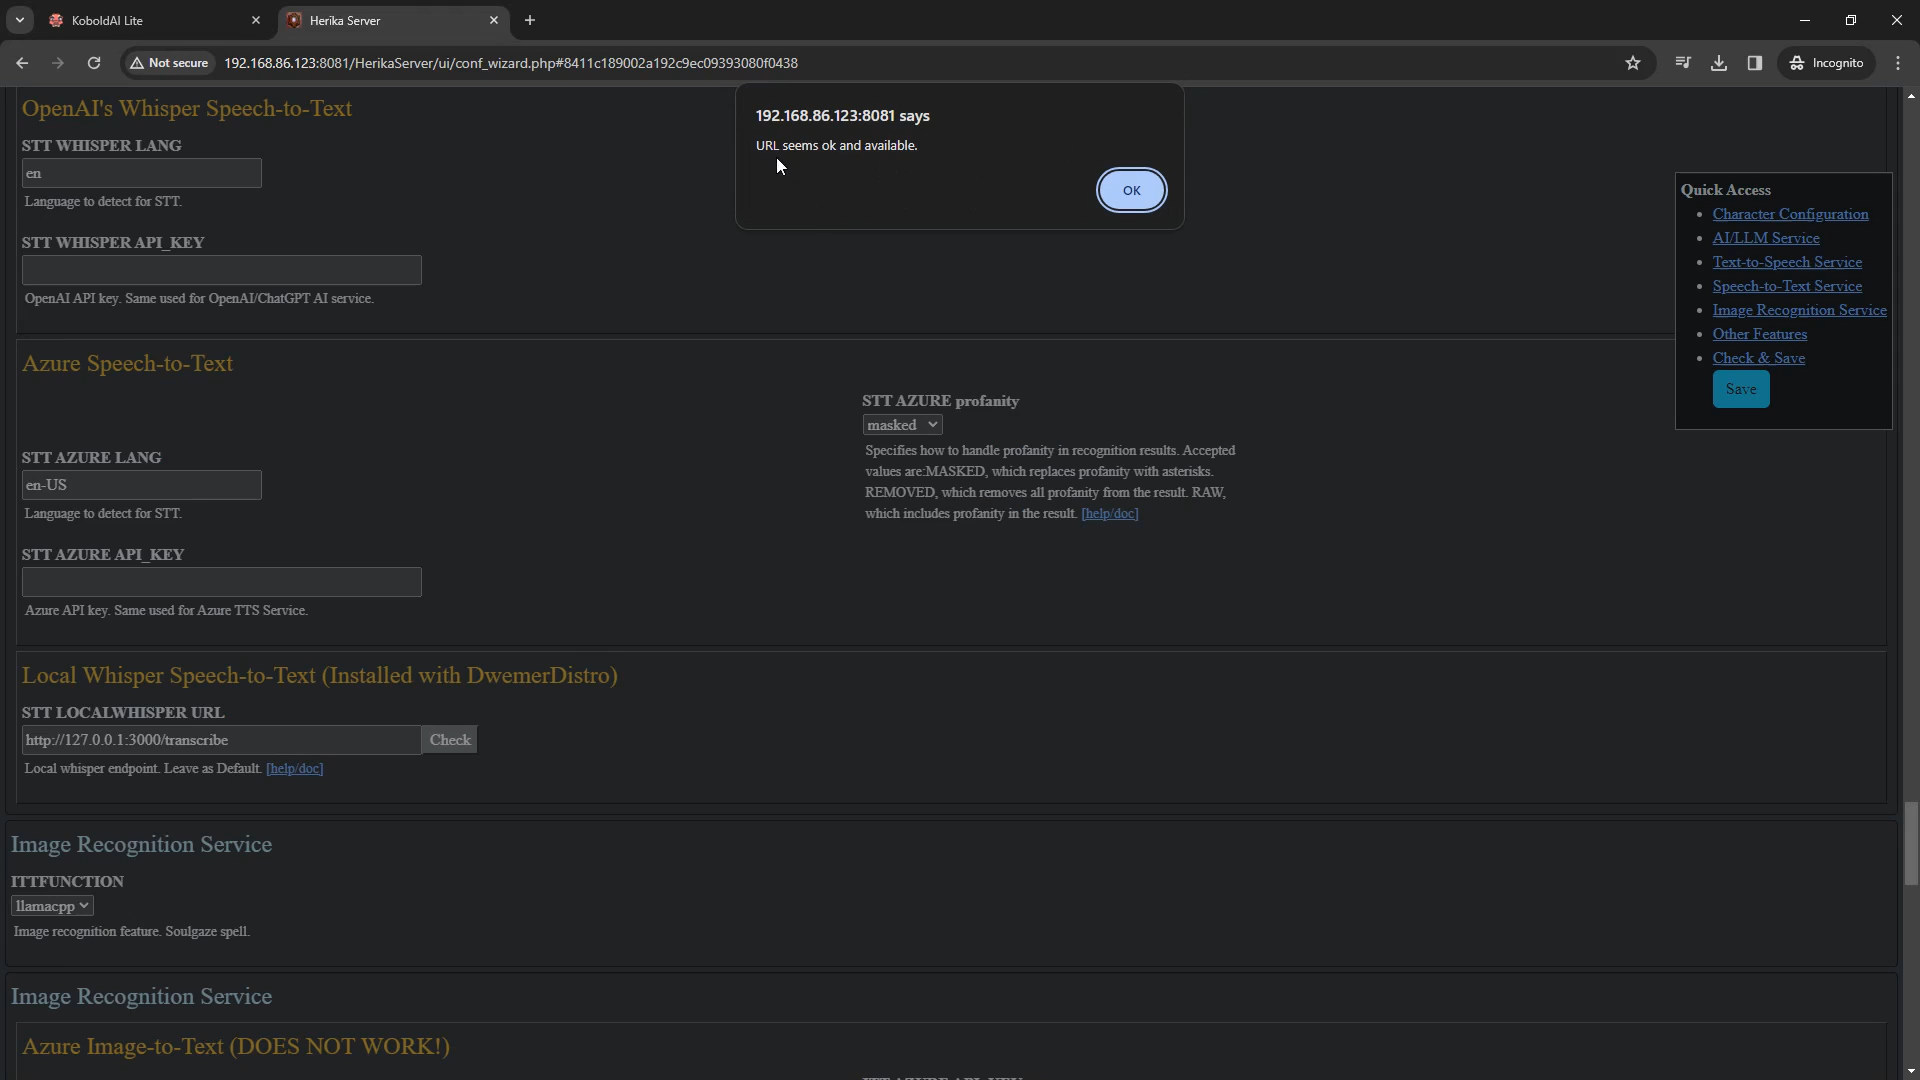 KoboldAI Lite
Herika Server
Not secure
192.168.86.123:8081/HerikaServer/ui/conf_wizard.php#8411c189002a192c9ec09393080f0438
Incognito
192.168.86.123:8081 says
URL seems ok and available.
OK
OpenAI's Whisper Speech-to-Text
STT WHISPER LANG
en
Language to detect for STT.
STT WHISPER API_KEY
OpenAI API key. Same used for OpenAI/ChatGPT AI service.
Quick Access
Character Configuration
AI/LLM Service
Text-to-Speech Service
Speech-to-Text Service
Image Recognition Service
Other Features
Check & Save
Save
Azure Speech-to-Text
STT AZURE profanity
masked
Specifies how to handle profanity in recognition results. Accepted
values are:MASKED, which replaces profanity with asterisks.
REMOVED, which removes all profanity from the result. RAW,
which includes profanity in the result. [help/doc]
STT AZURE LANG
en-US
Language to detect for STT.
STT AZURE API_KEY
Azure API key. Same used for Azure TTS Service.
Local Whisper Speech-to-Text (Installed with DwemerDistro)
STT LOCALWHISPER URL
http://127.0.0.1:3000/transcribe
Check
Local whisper endpoint. Leave as Default. [help/doc]
Image Recognition Service
ITTFUNCTION
llamacpp
Image recognition feature. Soulgaze spell.
Image Recognition Service
Azure Image-to-Text (DOES NOT WORK!)